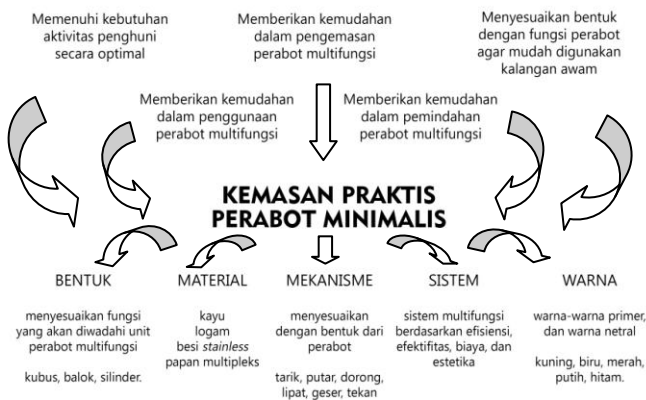 Memenuhi kebutuhan
aktivitas penghuni
secara optimal
Memberikan kemudahan
dalam pengemasan
perabot multifungsi
Menyesuaikan bentuk
dengan fungsi perabot
agar mudah digunakan
kalangan awam
Memberikan kemudahan
dalam penggunaan
perabot multifungsi
Memberikan kemudahan
dalam pemindahan
perabot multifungsi
KEMASAN PRAKTIS
PERABOT MINIMALIS
BENTUK
menyesuaikan fungsi
yang akan diwadahi unit
perabot multifungsi
kubus, balok, silinder.
MATERIAL
kayu
logam
besi stainless
papan multipleks
MEKANISME
menyesuaikan
dengan bentuk dari
perabot
tarik, putar, dorong,
lipat, geser, tekan
SISTEM
sistem multifungsi
berdasarkan efisiensi,
efektifitas, biaya, dan
estetika
WARNA
warna-warna primer,
dan warna netral
kuning, biru, merah,
putih, hitam.